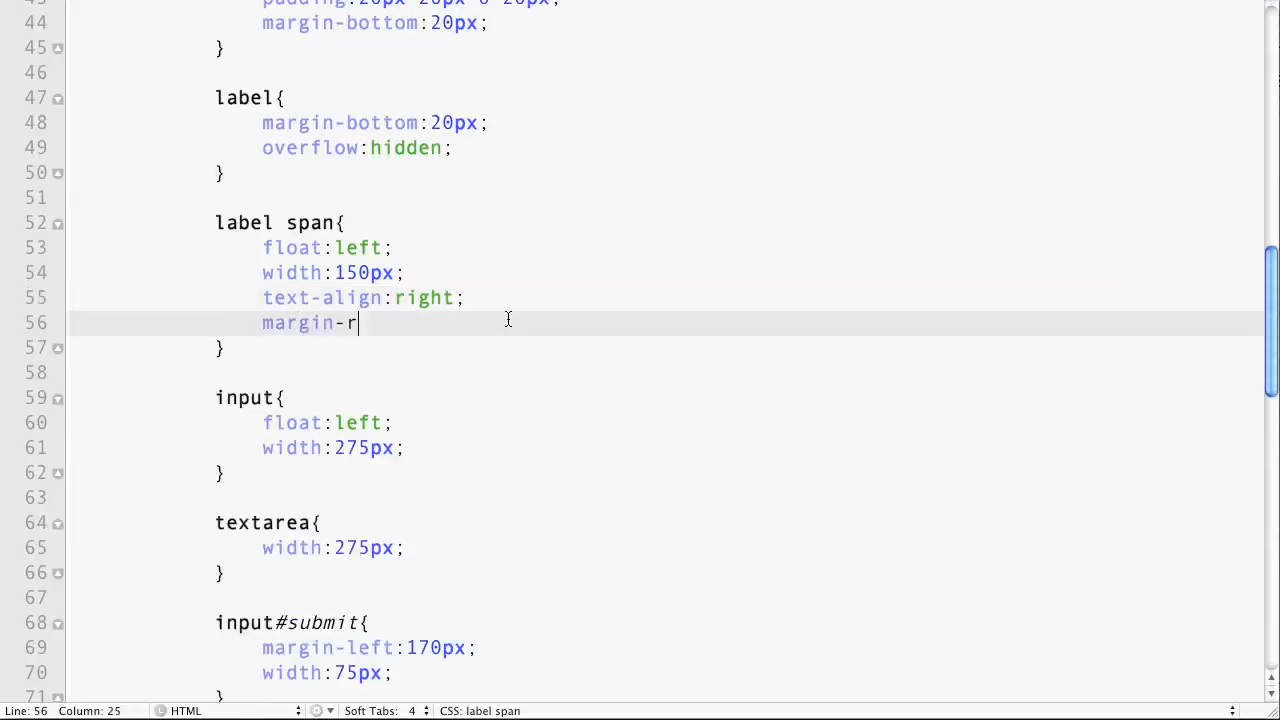 44 margin-bottom:20px;
45 }
46
47 label{
48 margin-bottom:20px;
49 overflow:hidden;
50 }
51
52 label span{
53 float:left;
54 width:150px;
55 text-align:right;
56 margin-r
57 }
58
59 input{
60 float:left;
61 width:275px;
62 }
63
64 textarea{
65 width:275px;
66 }
67
68 input#submit{
69 margin-left:170px;
70 width:75px;
71 }
Line: 56 Column: 25 HTML Soft Tabs: 4 CSS: label span